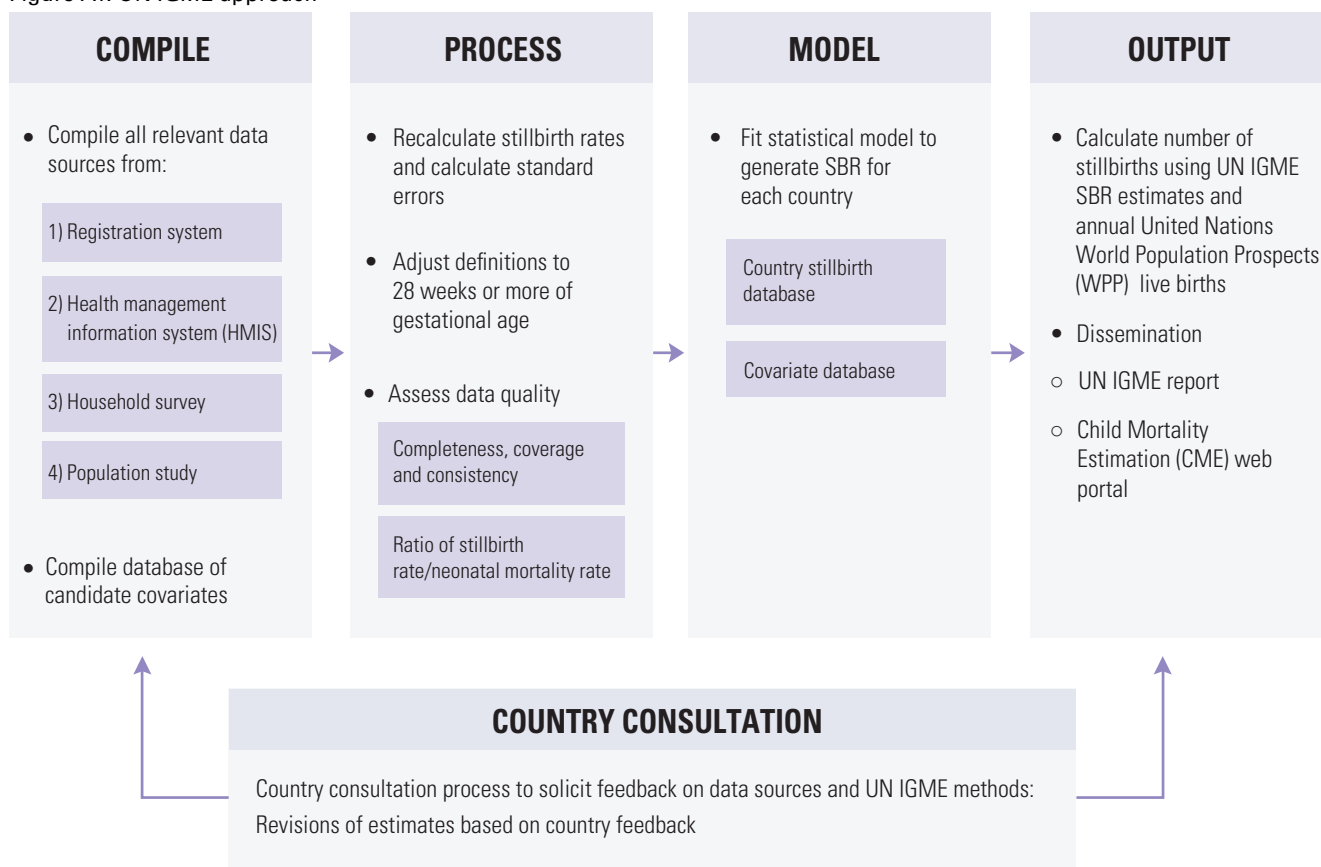 COMPILE
• Compile all relevant data
sources from:
1) Registration system
2) Health management
information system (HMIS)
3) Household survey
4) Population study
• Compile database of
candidate covariates
PROCESS
• Recalculate stillbirth rates
and calculate standard
errors
• Adjust definitions to
28 weeks or more of
gestational age
• Assess data quality
Completeness, coverage
and consistency
Ratio of stillbirth
rate/neonatal mortality rate
MODEL
• Fit statistical model to
generate SBR for
each country
Country stillbirth
database
Covariate database
OUTPUT
• Calculate number of
stillbirths using UN IGME
SBR estimates and
annual United Nations
World Population Prospects
(WPP) live births
• Dissemination
○ UN IGME report
○ Child Mortality
Estimation (CME) web
portal
COUNTRY CONSULTATION
Country consultation process to solicit feedback on data sources and UN IGME methods:
Revisions of estimates based on country feedback